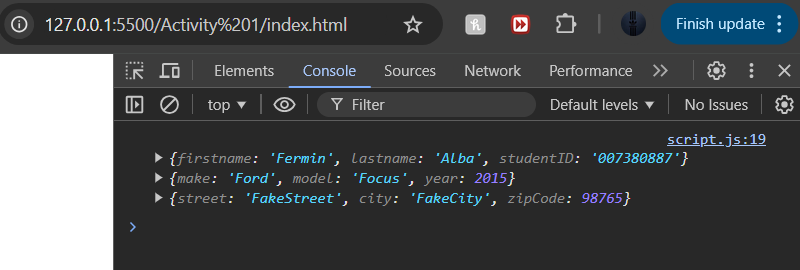 127.0.0.1:5500/Activity%201/index.html
Finish update
Elements Console Sources Network Performance
top Filter Default levels No Issues
script.js:19
{firstname: 'Fermin', lastname: 'Alba', studentID: '007380887'}
{make: 'Ford', model: 'Focus', year: 2015}
{street: 'FakeStreet', city: 'FakeCity', zipCode: 98765}